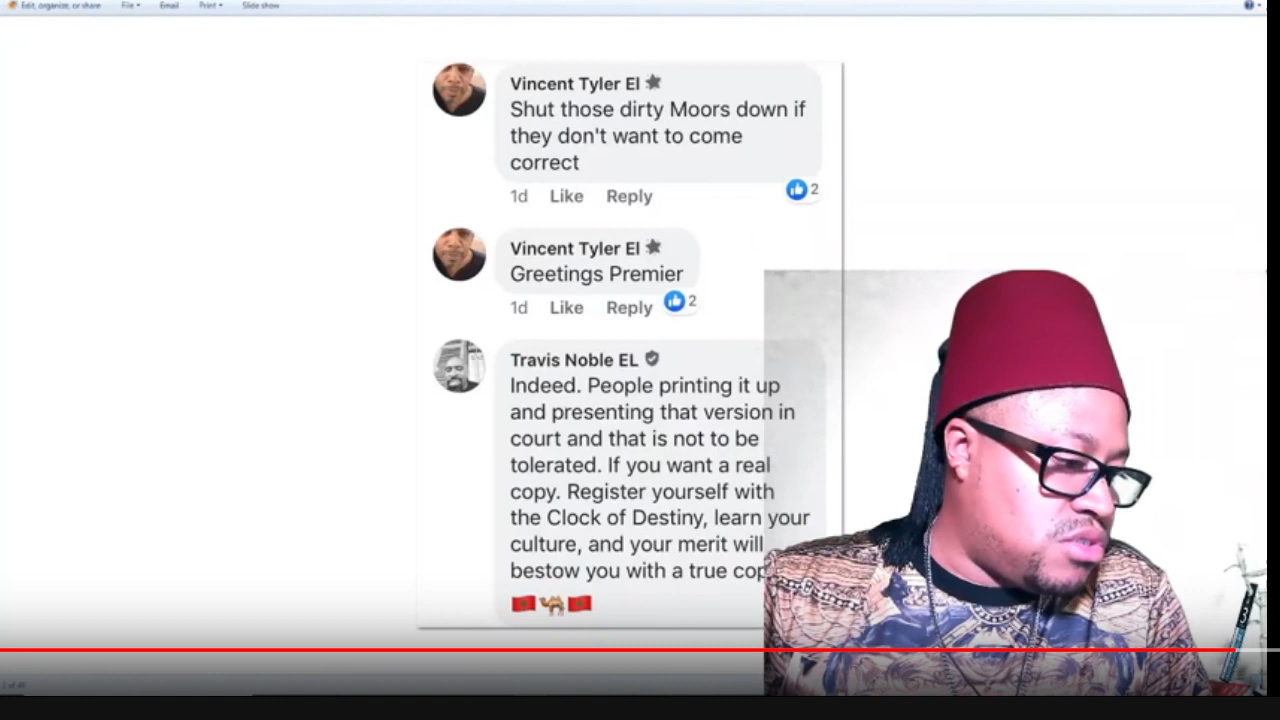 Edit, organize, or share File Email Print Slide show
Vincent Tyler El
Shut those dirty Moors down if
they don't want to come
correct
1d Like Reply 2
Vincent Tyler El
Greetings Premier
1d Like Reply 2
Travis Noble EL
Indeed. People printing it up
and presenting that version in
court and that is not to be
tolerated. If you want a real
copy. Register yourself with
the Clock of Destiny, learn your
culture, and your merit will
bestow you with a true